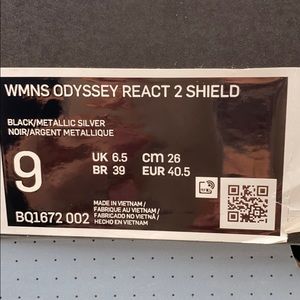 WMNS ODYSSEY REACT 2 SHIELD
BLACK/METALLIC SILVER
NOIR/ARGENT METALLIQUE
9
UK 6.5 cm 26
BR 39 EUR 40.5
BQ1672 002
MADE IN VIETNAM /
FABRIQUE AU VIETNAM /
FABRICADO NO VIETNÃ /
HECHO EN VIETNAM